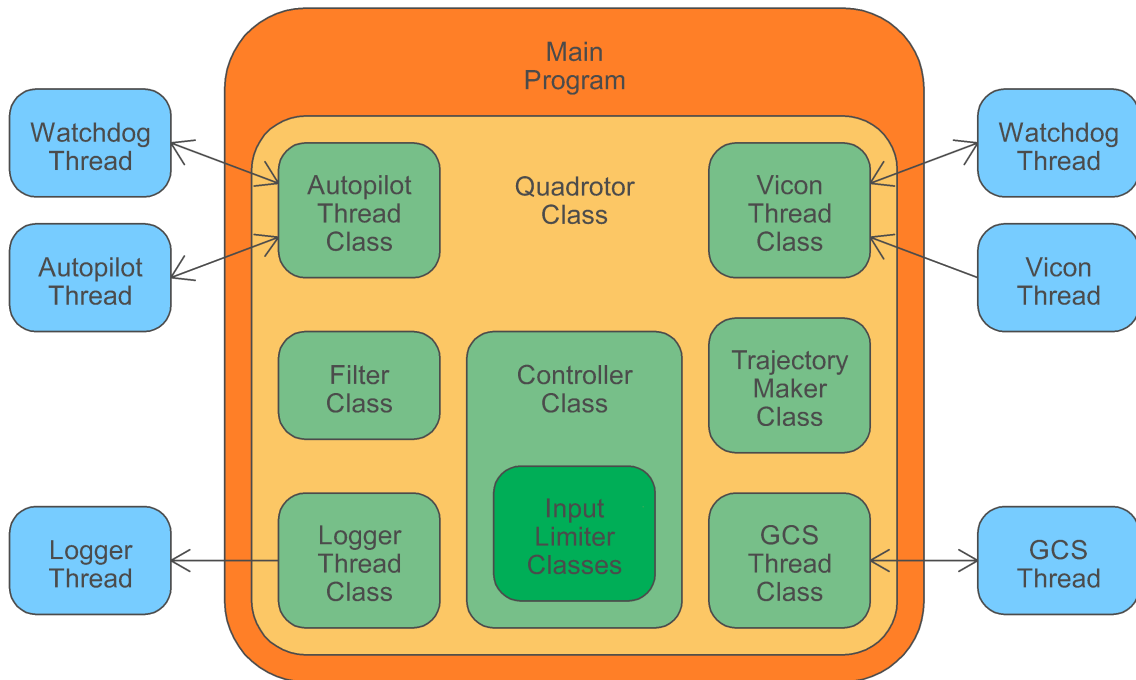 Main
Program
Watchdog
Thread
Autopilot
Thread
Class
Quadrotor
Class
Vicon
Thread
Class
Watchdog
Thread
Autopilot
Thread
Vicon
Thread
Filter
Class
Controller
Class
Trajectory
Maker
Class
Logger
Thread
Logger
Thread
Class
Input
Limiter
Classes
GCS
Thread
Class
GCS
Thread